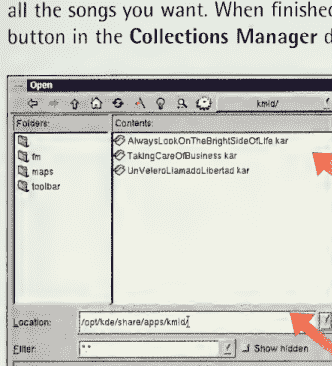 all the songs you want. When finished
button in the Collections Manager d
Open
kmid/
Folders:
Contents:
AlwaysLookOnTheBrightSideOfLife kar
fm
TakingCareOfBusiness kar
maps
UnVeleroLlamadoLibertad kar
toolbar
Location:
/opt/kde/share/apps/kmid/
Filter:
Show hidden